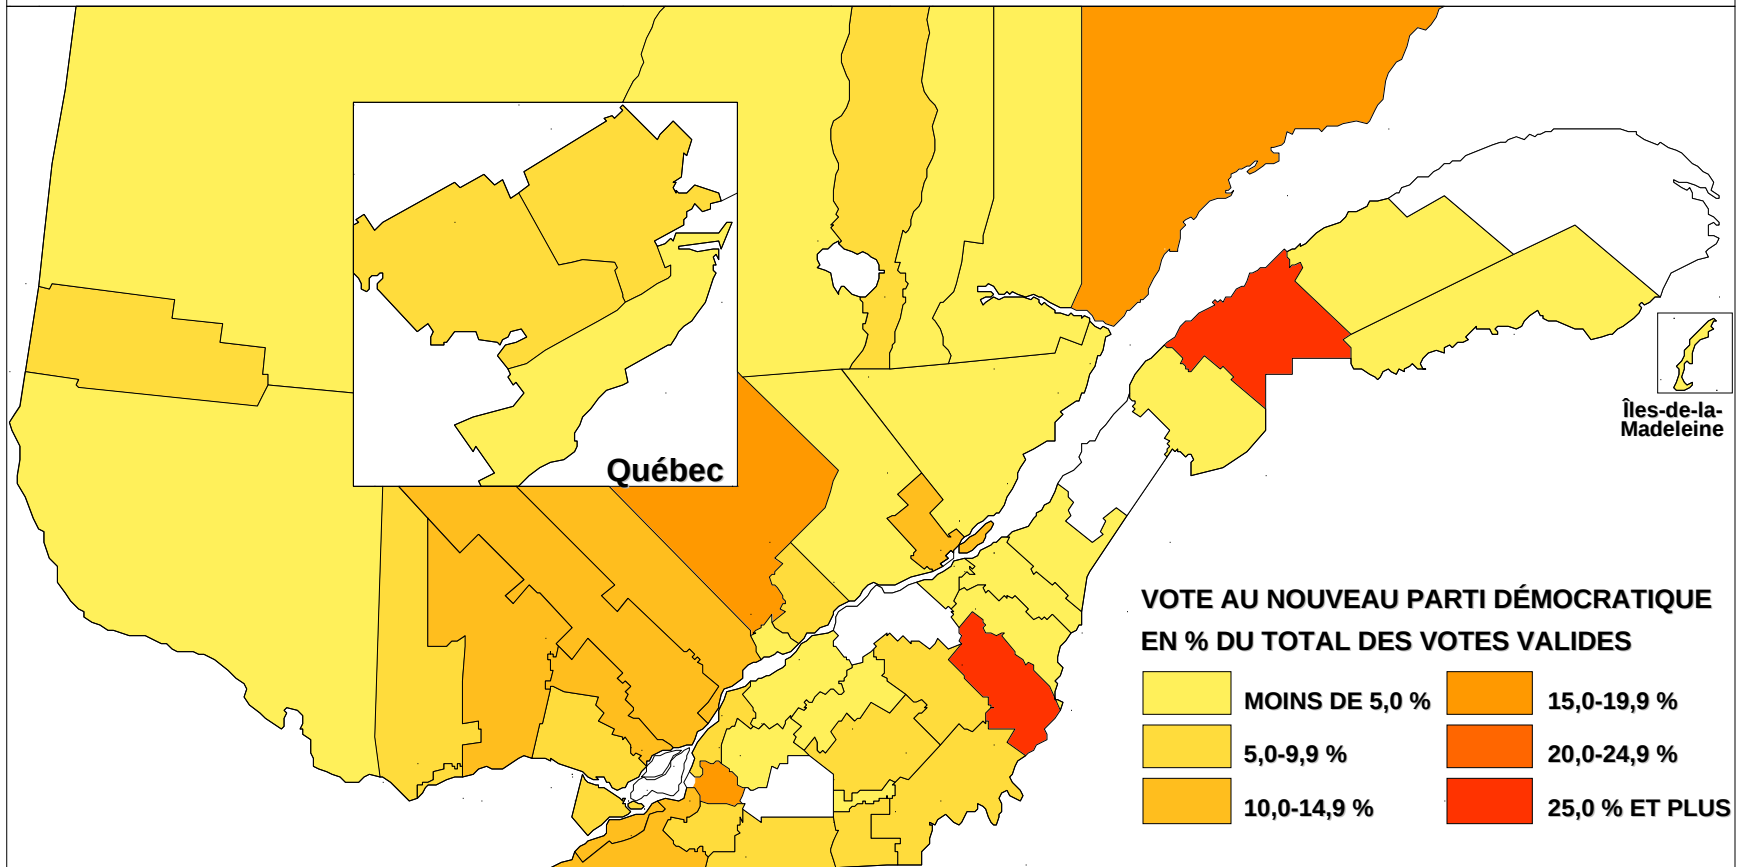 Québec
Îles-de-la-
Madeleine
VOTE AU NOUVEAU PARTI DÉMOCRATIQUE
EN % DU TOTAL DES VOTES VALIDES
MOINS DE 5,0 %
5,0-9,9 %
10,0-14,9 %
15,0-19,9 %
20,0-24,9 %
25,0 % ET PLUS